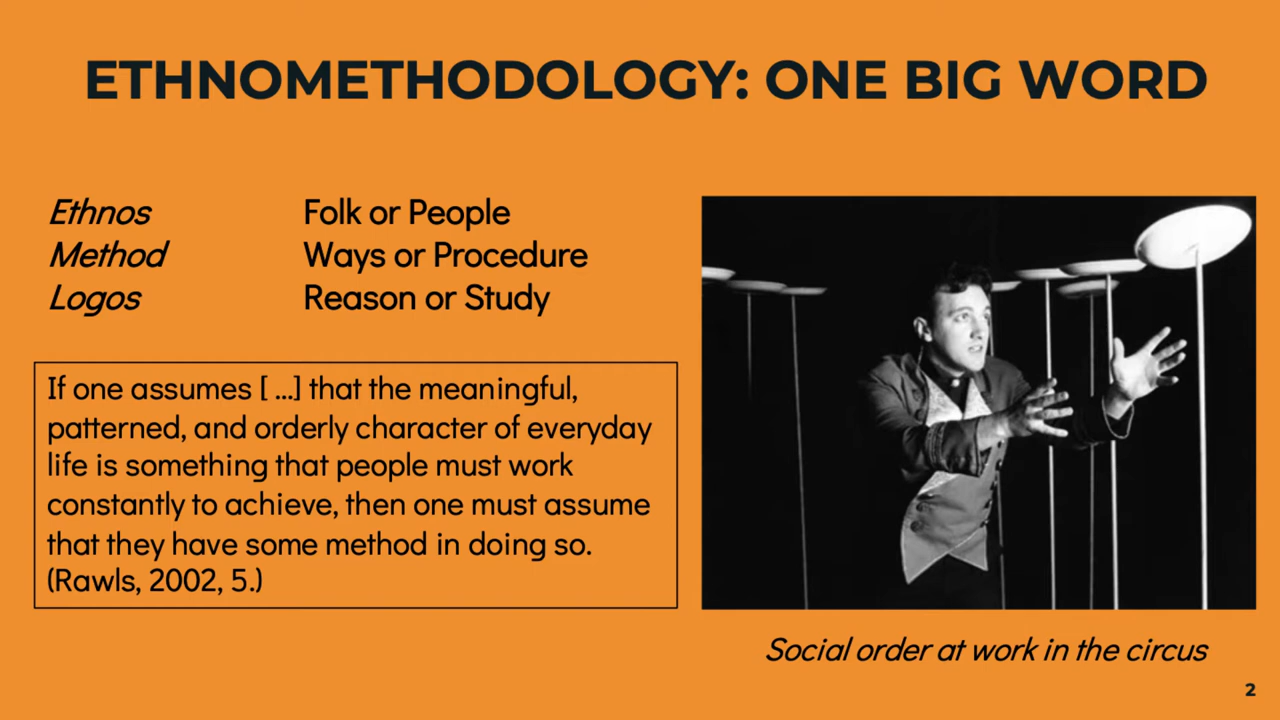 ETHNOMETHODOLOGY: ONE BIG WORD
Ethnos Folk or People
Method Ways or Procedure
Logos Reason or Study
If one assumes [ ...] that the meaningful,
patterned, and orderly character of everyday
life is something that people must work
constantly to achieve, then one must assume
that they have some method in doing so.
(Rawls, 2002, 5.)
Social order at work in the circus
2